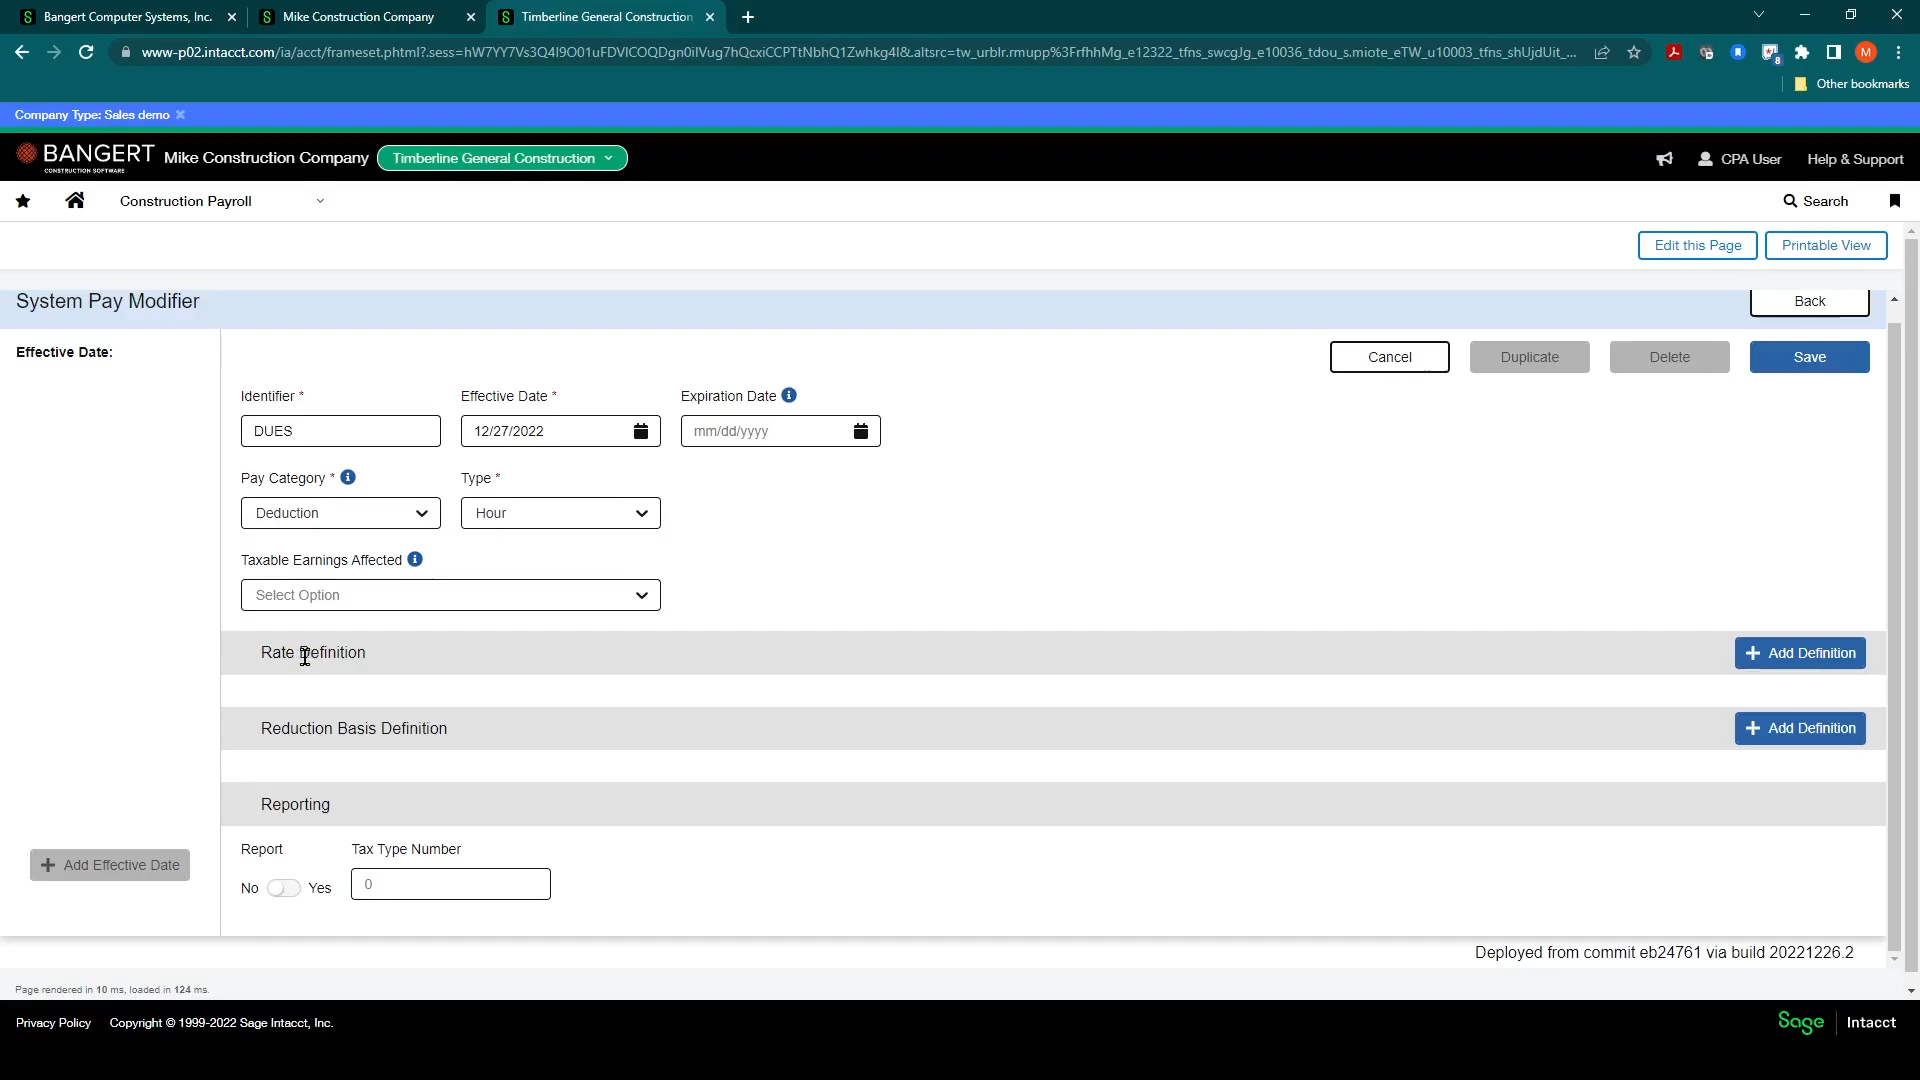 Bangert Computer Systems, Inc.
Mike Construction Company
Timberline General Construction
www-p02.intacct.com/ia/acct/frameset.phtml?.sess=hW7YY7Vs3Q4I9O01uFDVICOQDgn0iIVug7hQcxiCCPTtNbhQ1Zwhkg4I&.altsrc=tw_urblr.rmupp%3FrfhhMg_e12322_tfns_swcgJg_e10036_tdou_s.miote_eTW_u10003_tfns_shUjdUit_...
M
8
Other bookmarks
Company Type: Sales demo
BANGERT
CONSTRUCTION SOFTWARE
Mike Construction Company
Timberline General Construction
CPA User
Help & Support
Construction Payroll
Search
Edit this Page
Printable View
System Pay Modifier
Back
Effective Date:
Cancel
Duplicate
Delete
Save
Identifier *
Effective Date *
Expiration Date
DUES
12/27/2022
mm/dd/yyyy
Pay Category *
Type *
Deduction
Hour
Taxable Earnings Affected
Select Option
Rate Definition
+ Add Definition
Reduction Basis Definition
+ Add Definition
Reporting
Report
Tax Type Number
No
Yes
0
+ Add Effective Date
Deployed from commit eb24761 via build 20221226.2
Page rendered in 10 ms, loaded in 124 ms.
Privacy Policy
Copyright © 1999-2022 Sage Intacct, Inc.
Sage
Intacct